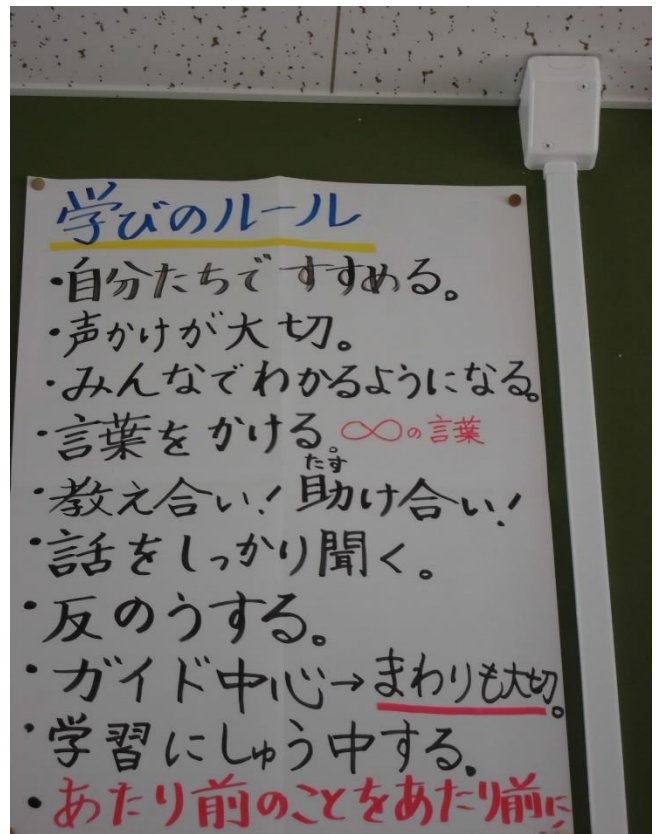 学びのルール
・自分たちですすめる。
・声かけが大切。
・みんなでわかるようになる。
・言葉をかける。∞の言葉
たす
・教え合い！助け合い！
・話をしっかり聞く。
・反のうする。
・ガイド中心→まわりも大切。
・学習にしゅう中する。
・あたり前のことをあたり前に